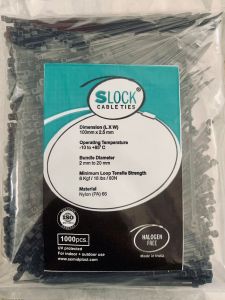 SLOCK®
CABLE TIES
Dimension (L X W)
100mm x 2.5 mm
Operating Temperature
-10 to +85° C
Bundle Diameter
2 mm to 20 mm
Minimum Loop Tensile Strength
8 Kgf / 18 lbs / 80N
Material
Nylon (PA) 66
ISO
1000pcs.
UV protected
For indoor + outdoor use
HALOGEN
FREE
Made in India